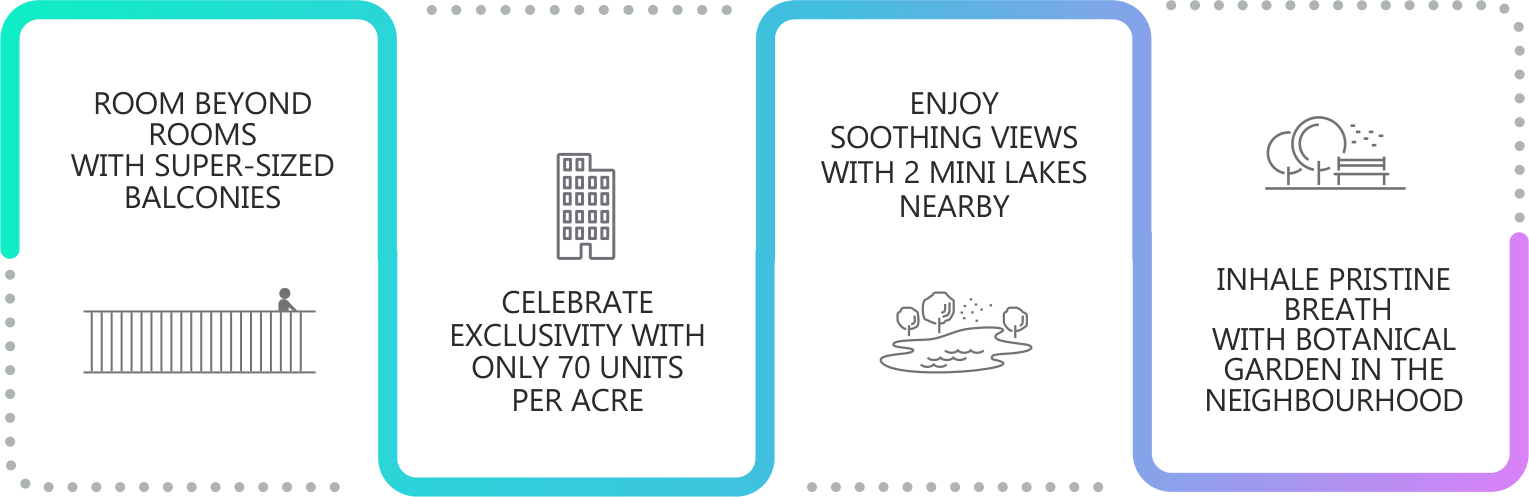 ROOM BEYOND
ROOMS
WITH SUPER-SIZED
BALCONIES
CELEBRATE
EXCLUSIVITY WITH
ONLY 70 UNITS
PER ACRE
ENJOY
SOOTHING VIEWS
WITH 2 MINI LAKES
NEARBY
INHALE PRISTINE
BREATH
WITH BOTANICAL
GARDEN IN THE
NEIGHBOURHOOD